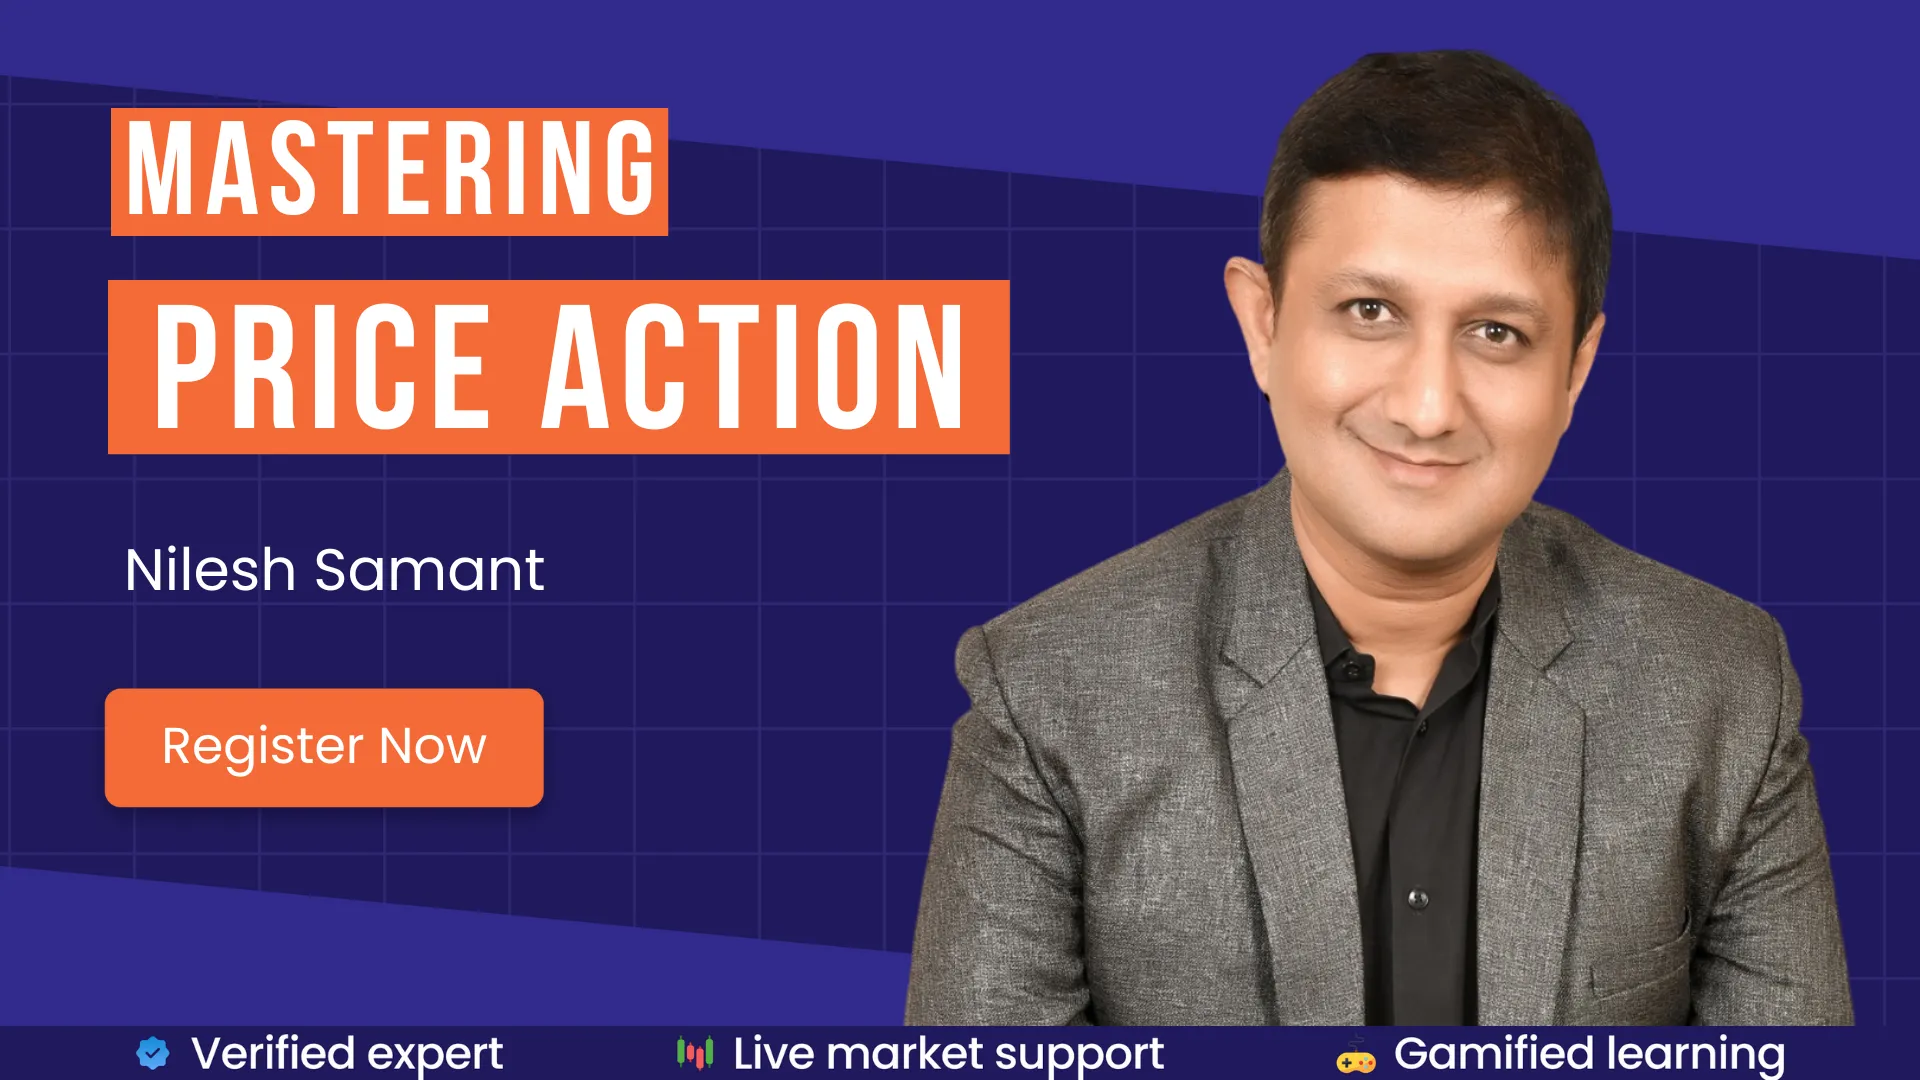 MASTERING
PRICE ACTION
Nilesh Samant
Register Now
Verified expert
Live market support
Gamified learning